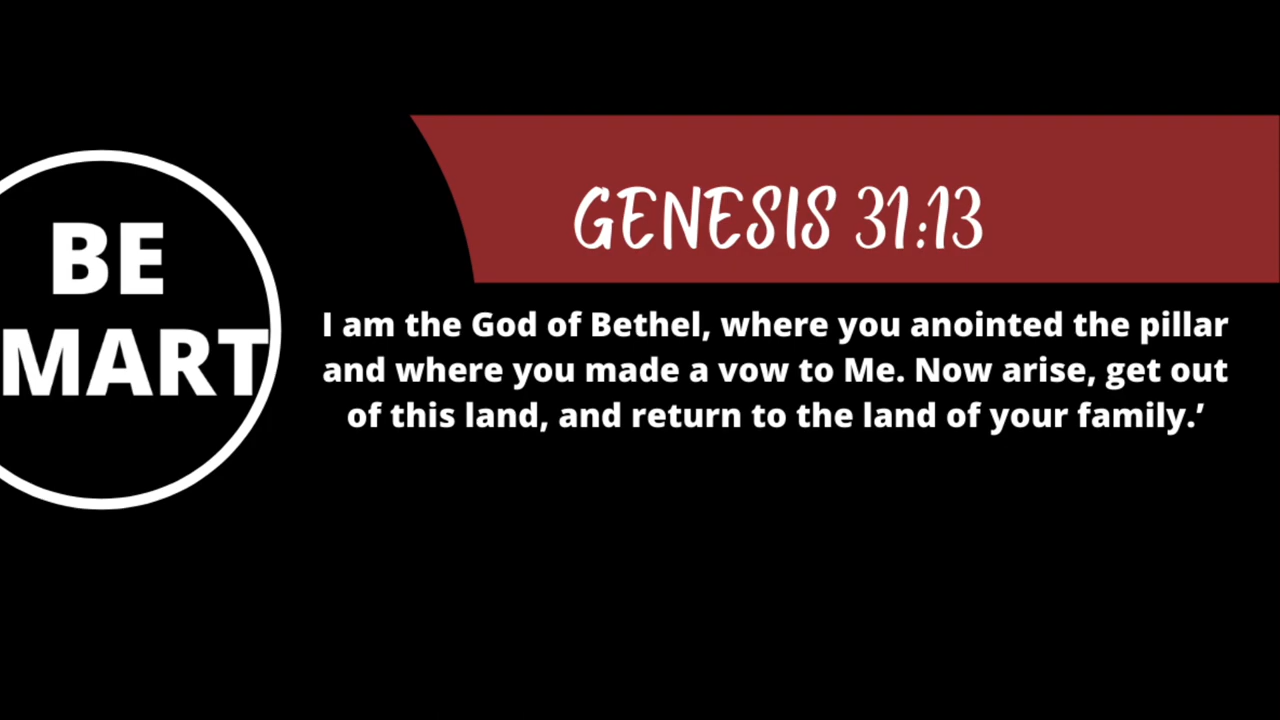 BE
MART
GENESIS 31:13
I am the God of Bethel, where you anointed the pillar
and where you made a vow to Me. Now arise, get out
of this land, and return to the land of your family.’